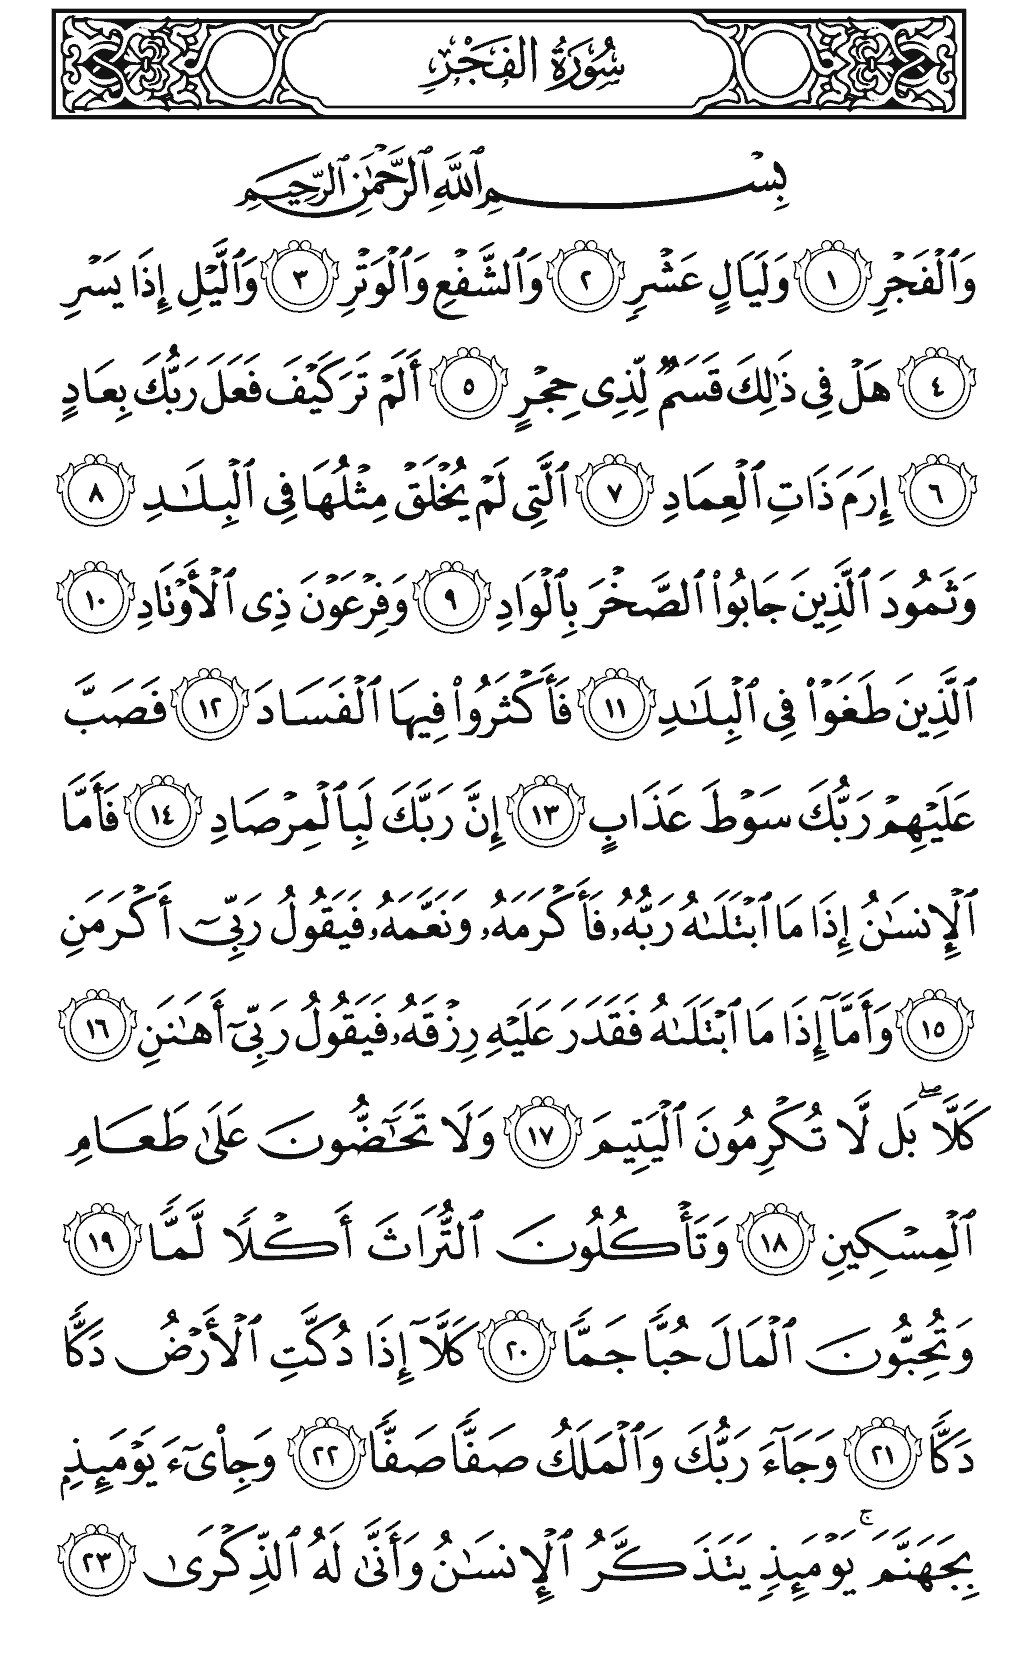 سُورَةُ الفَجْرِ
بِسْمِ ٱللَّهِ ٱلرَّحْمَٰنِ ٱلرَّحِيمِ
وَٱلْفَجْرِ ١ وَلَيَالٍ عَشْرٍ ٢ وَٱلشَّفْعِ وَٱلْوَتْرِ ٣ وَٱلَّيْلِ إِذَا يَسْرِ
٤ هَلْ فِى ذَٰلِكَ قَسَمٌ لِّذِى حِجْرٍ ٥ أَلَمْ تَرَ كَيْفَ فَعَلَ رَبُّكَ بِعَادٍ
٦ إِرَمَ ذَاتِ ٱلْعِمَادِ ٧ ٱلَّتِى لَمْ يُخْلَقْ مِثْلُهَا فِى ٱلْبِلَٰدِ ٨
وَثَمُودَ ٱلَّذِينَ جَابُوا۟ ٱلصَّخْرَ بِٱلْوَادِ ٩ وَفِرْعَوْنَ ذِى ٱلْأَوْتَادِ ١٠
ٱلَّذِينَ طَغَوْا۟ فِى ٱلْبِلَٰدِ ١١ فَأَكْثَرُوا۟ فِيهَا ٱلْفَسَادَ ١٢ فَصَبَّ
عَلَيْهِمْ رَبُّكَ سَوْطَ عَذَابٍ ١٣ إِنَّ رَبَّكَ لَبِٱلْمِرْصَادِ ١٤ فَأَمَّا
ٱلْإِنسَٰنُ إِذَا مَا ٱبْتَلَىٰهُ رَبُّهُۥ فَأَكْرَمَهُۥ وَنَعَّمَهُۥ فَيَقُولُ رَبِّىٓ أَكْرَمَنِ
١٥ وَأَمَّآ إِذَا مَا ٱبْتَلَىٰهُ فَقَدَرَ عَلَيْهِ رِزْقَهُۥ فَيَقُولُ رَبِّىٓ أَهَٰنَنِ ١٦
كَلَّا ۖ بَل لَّا تُكْرِمُونَ ٱلْيَتِيمَ ١٧ وَلَا تَحَٰٓضُّونَ عَلَىٰ طَعَامِ
ٱلْمِسْكِينِ ١٨ وَتَأْكُلُونَ ٱلتُّرَاثَ أَكْلًا لَّمًّا ١٩
وَتُحِبُّونَ ٱلْمَالَ حُبًّا جَمًّا ٢٠ كَلَّآ إِذَا دُكَّتِ ٱلْأَرْضُ دَكًّا
دَكًّا ٢١ وَجَآءَ رَبُّكَ وَٱلْمَلَكُ صَفًّا صَفًّا ٢٢ وَجِا۟ىٓءَ يَوْمَئِذٍۭ
بِجَهَنَّمَ ۚ يَوْمَئِذٍ يَتَذَكَّرُ ٱلْإِنسَٰنُ وَأَنَّىٰ لَهُ ٱلذِّكْرَىٰ ٢٣